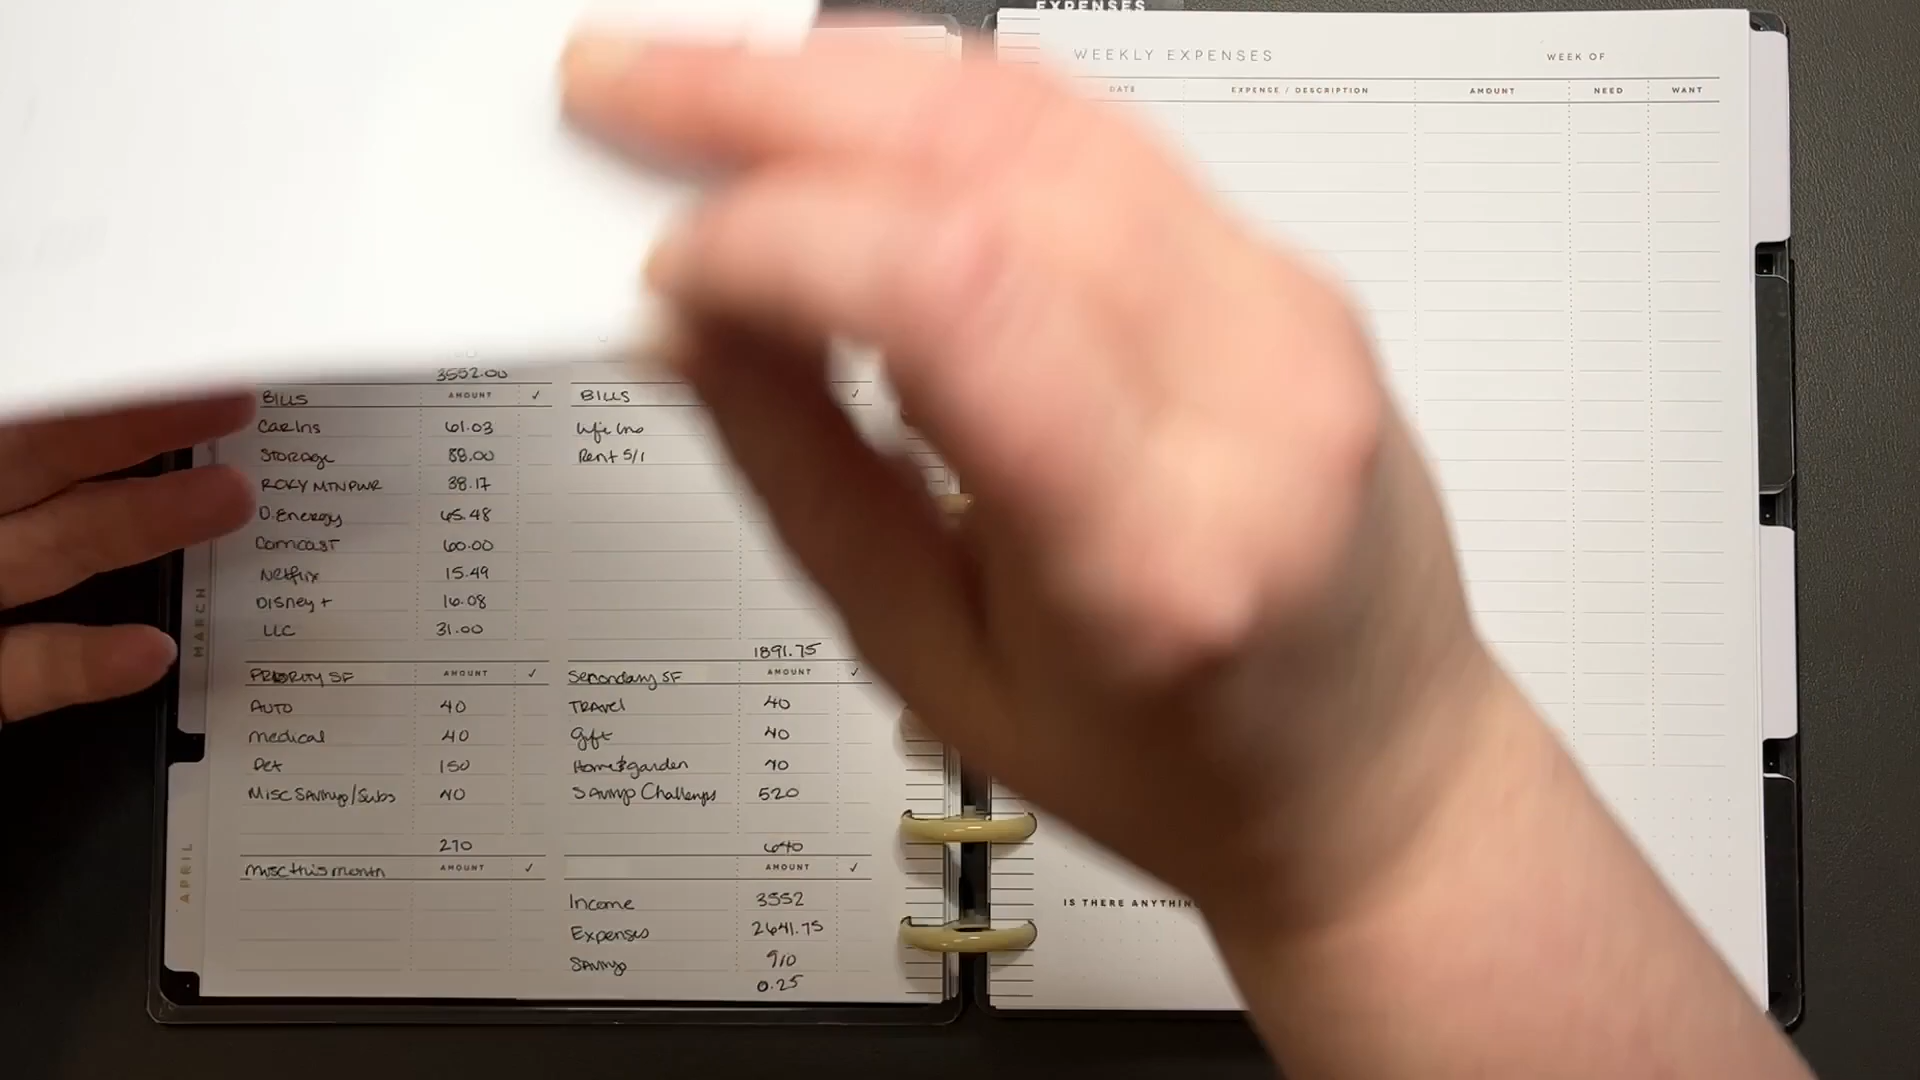 EXPENSES
3552.00
BILLS AMOUNT ✓
Car Ins 61.03
Storage 88.00
ROCKY MTN PWR 38.17
D. Energy 65.48
Comcast 60.00
Netflix 15.49
Disney + 16.08
LLC 31.00
BILLS ✓
Life Ins
Rent 5/1
1891.75
PRIORITY SF AMOUNT ✓
Auto 40
Medical 40
Pet 150
Misc Savings/Subs 40
270
Secondary SF AMOUNT ✓
Travel 40
Gift 40
Home & garden 40
Savings Challenges 520
640
Misc this month AMOUNT ✓
AMOUNT ✓
Income 3552
Expenses 2641.75
Savings 910
0.25
MARCH
APRIL
WEEKLY EXPENSES WEEK OF
DATE EXPENSE / DESCRIPTION AMOUNT NEED WANT
IS THERE ANYTHING